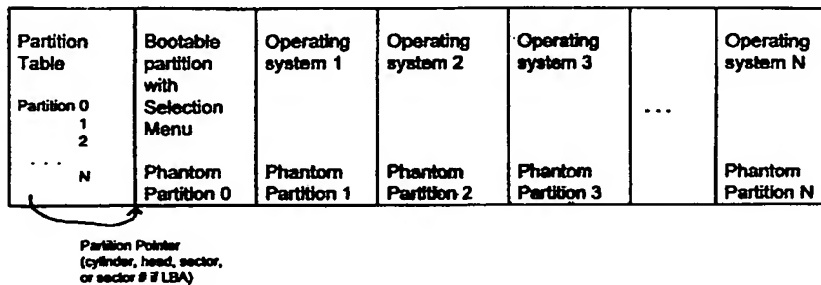 Partition
Table
Partition 0
1
2
. . . .
N
Bootable
partition
with
Selection
Menu
Phantom
Partition 0
Operating
system 1
Phantom
Partition 1
Operating
system 2
Phantom
Partition 2
Operating
system 3
Phantom
Partition 3
. . .
Operating
system N
Phantom
Partition N
Partition Pointer
(cylinder, head, sector,
or sector # if LBA)